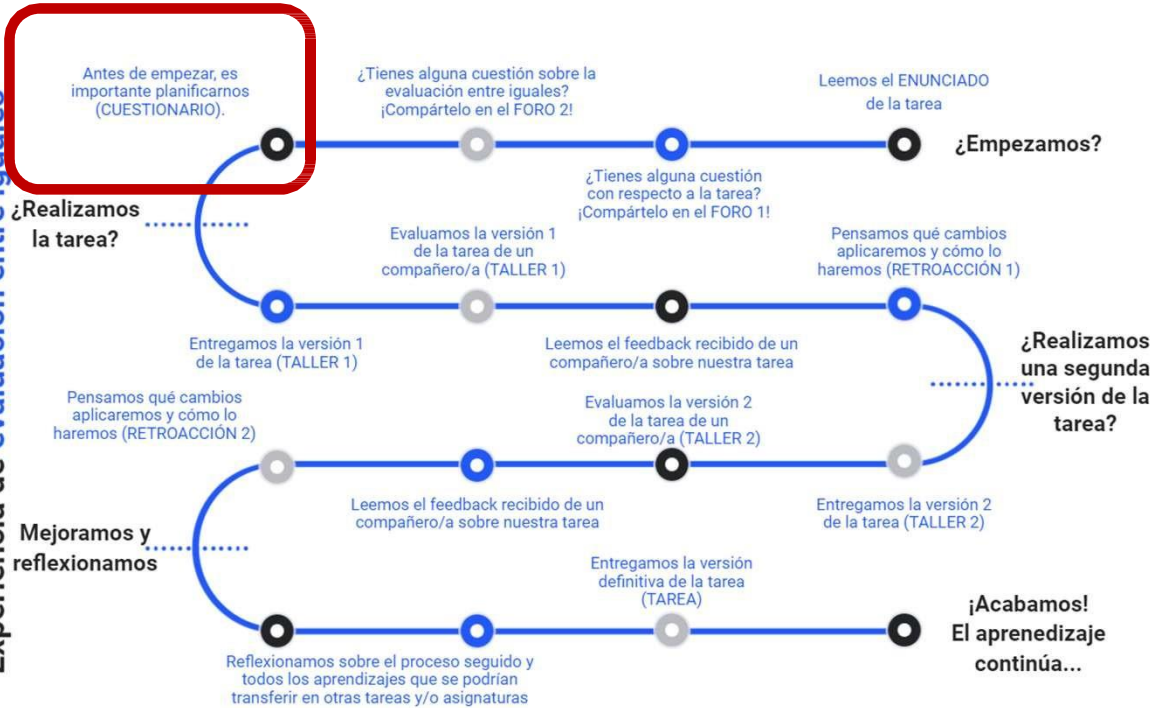 Experiencia de evaluación entre iguales
Antes de empezar, es
importante planificarnos
(CUESTIONARIO).
¿Tienes alguna cuestión sobre la
evaluación entre iguales?
¡Compártelo en el FORO 2!
Leemos el ENUNCIADO
de la tarea
¿Empezamos?
¿Tienes alguna cuestión
con respecto a la tarea?
¡Compártelo en el FORO 1!
¿Realizamos
la tarea?
Evaluamos la versión 1
de la tarea de un
compañero/a (TALLER 1)
Pensamos qué cambios
aplicaremos y cómo lo
haremos (RETROACCIÓN 1)
Entregamos la versión 1
de la tarea (TALLER 1)
Leemos el feedback recibido de un
compañero/a sobre nuestra tarea
¿Realizamos
una segunda
versión de la
tarea?
Pensamos qué cambios
aplicaremos y cómo lo
haremos (RETROACCIÓN 2)
Evaluamos la versión 2
de la tarea de un
compañero/a (TALLER 2)
Leemos el feedback recibido de un
compañero/a sobre nuestra tarea
Entregamos la versión 2
de la tarea (TALLER 2)
Mejoramos y
reflexionamos
Entregamos la versión
definitiva de la tarea
(TAREA)
¡Acabamos!
El aprenedizaje
continúa...
Reflexionamos sobre el proceso seguido y
todos los aprendizajes que se podrían
transferir en otras tareas y/o asignaturas